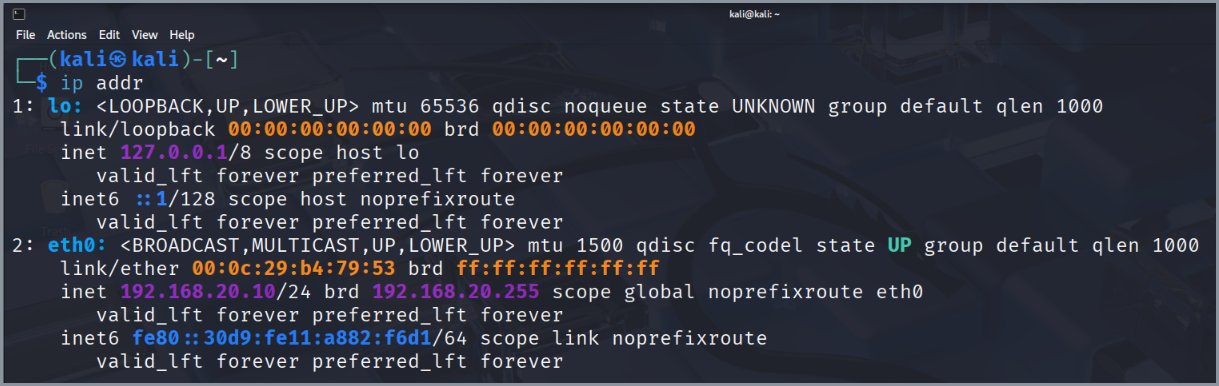 kali@kali: ~
File Actions Edit View Help
┌──(kali㉿kali)-[~]
└─$ ip addr
1: lo: <LOOPBACK,UP,LOWER_UP> mtu 65536 qdisc noqueue state UNKNOWN group default qlen 1000
link/loopback 00:00:00:00:00:00 brd 00:00:00:00:00:00
inet 127.0.0.1/8 scope host lo
valid_lft forever preferred_lft forever
inet6 ::1/128 scope host noprefixroute
valid_lft forever preferred_lft forever
2: eth0: <BROADCAST,MULTICAST,UP,LOWER_UP> mtu 1500 qdisc fq_codel state UP group default qlen 1000
link/ether 00:0c:29:b4:79:53 brd ff:ff:ff:ff:ff:ff
inet 192.168.20.10/24 brd 192.168.20.255 scope global noprefixroute eth0
valid_lft forever preferred_lft forever
inet6 fe80::30d9:fe11:a882:f6d1/64 scope link noprefixroute
valid_lft forever preferred_lft forever